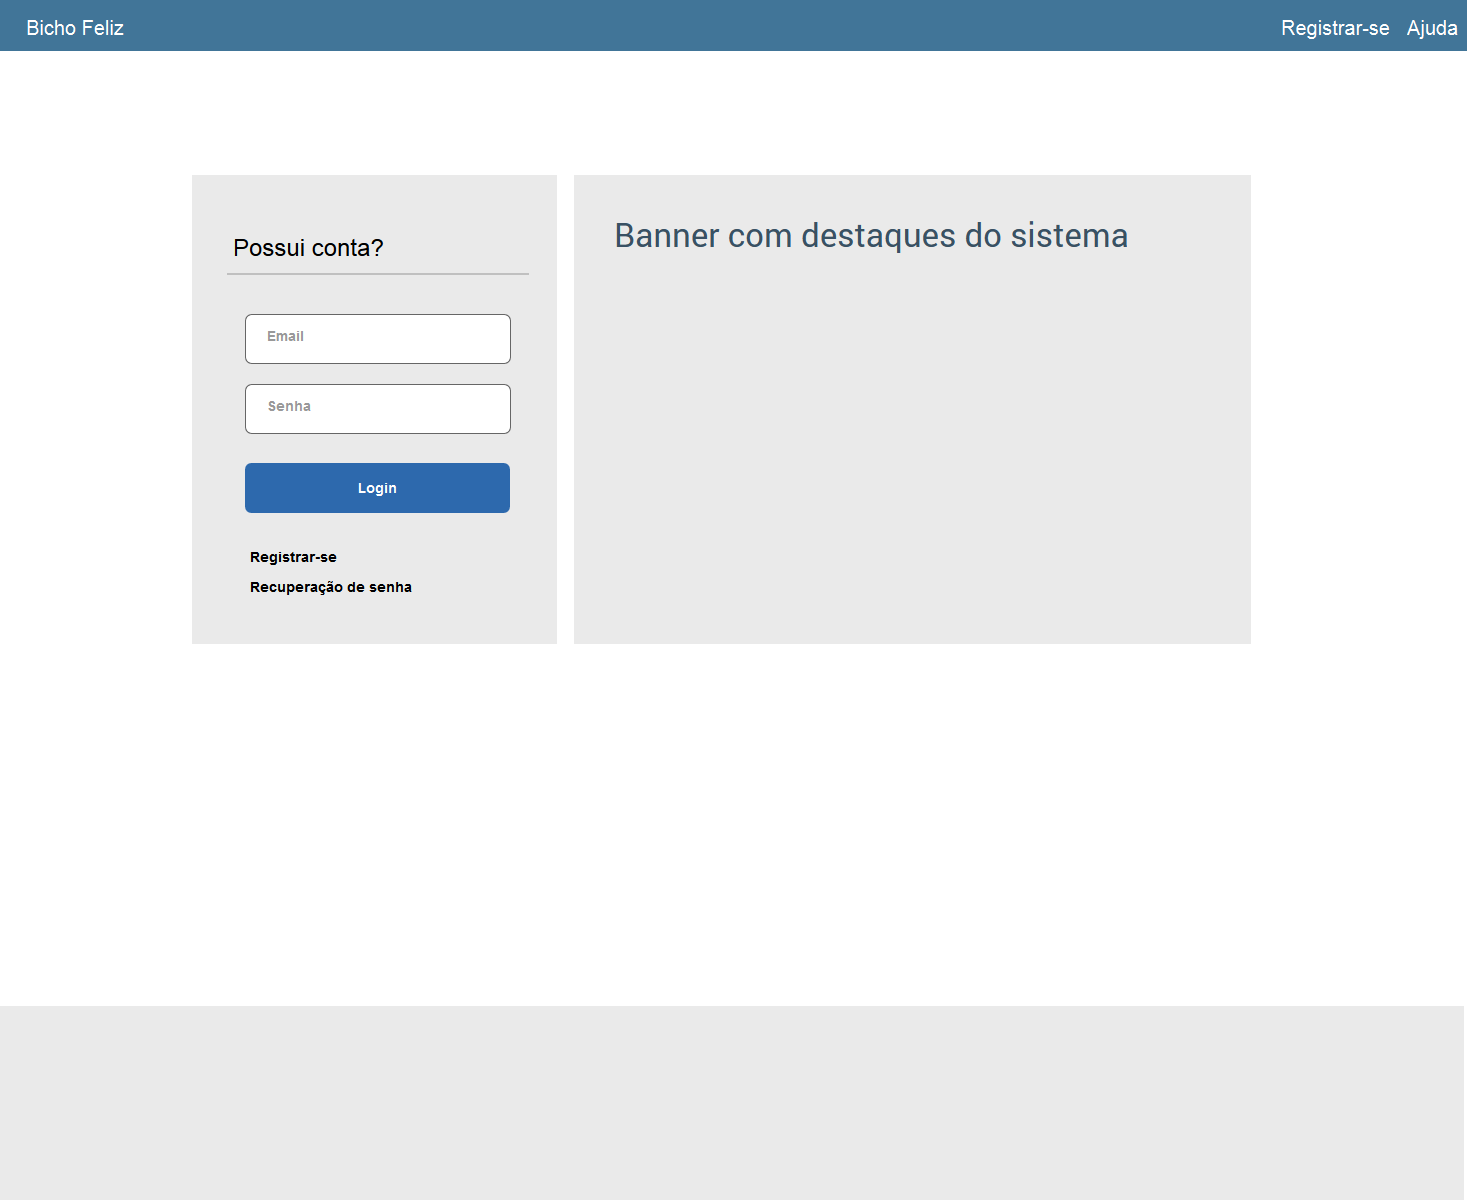 Bicho Feliz
Registrar-se
Ajuda
Possui conta?
Email
Senha
Login
Registrar-se
Recuperação de senha
Banner com destaques do sistema